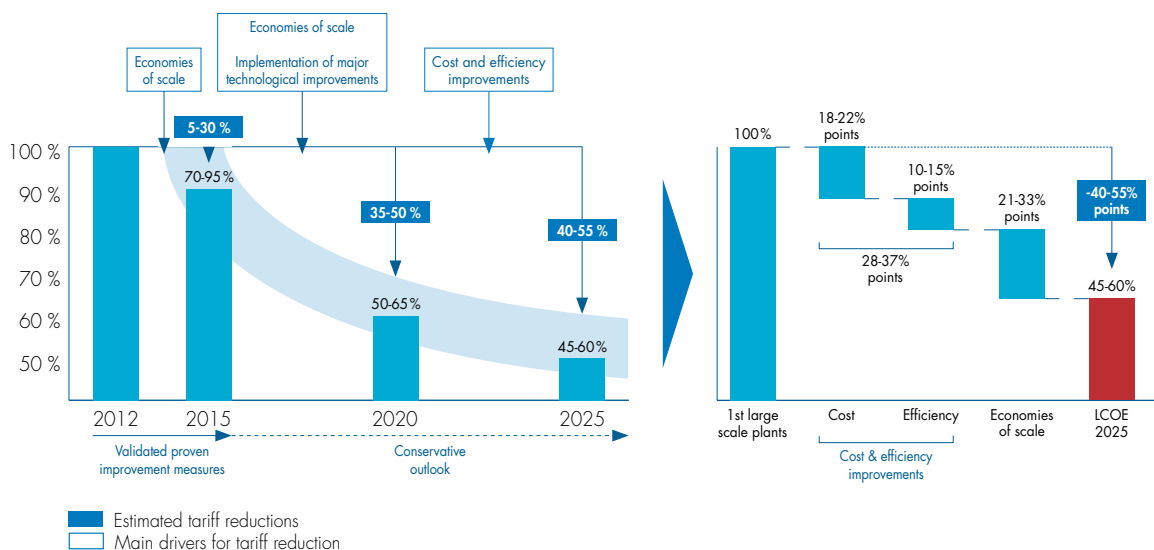 Economies
of scale
Economies of scale
Implementation of major
technological improvements
Cost and efficiency
improvements
5-30 %
35-50 %
40-55 %
100 %
90 %
80 %
70 %
60 %
50 %
70-95 %
50-65 %
45-60%
2012
2015
2020
2025
Validated proven
improvement measures
Conservative
outlook
100%
18-22%
points
10-15%
points
28-37%
points
21-33%
points
-40-55%
points
45-60%
1st large
scale plants
Cost
Efficiency
Economies
of scale
LCOE
2025
Cost & efficiency
improvements
Estimated tariff reductions
Main drivers for tariff reduction